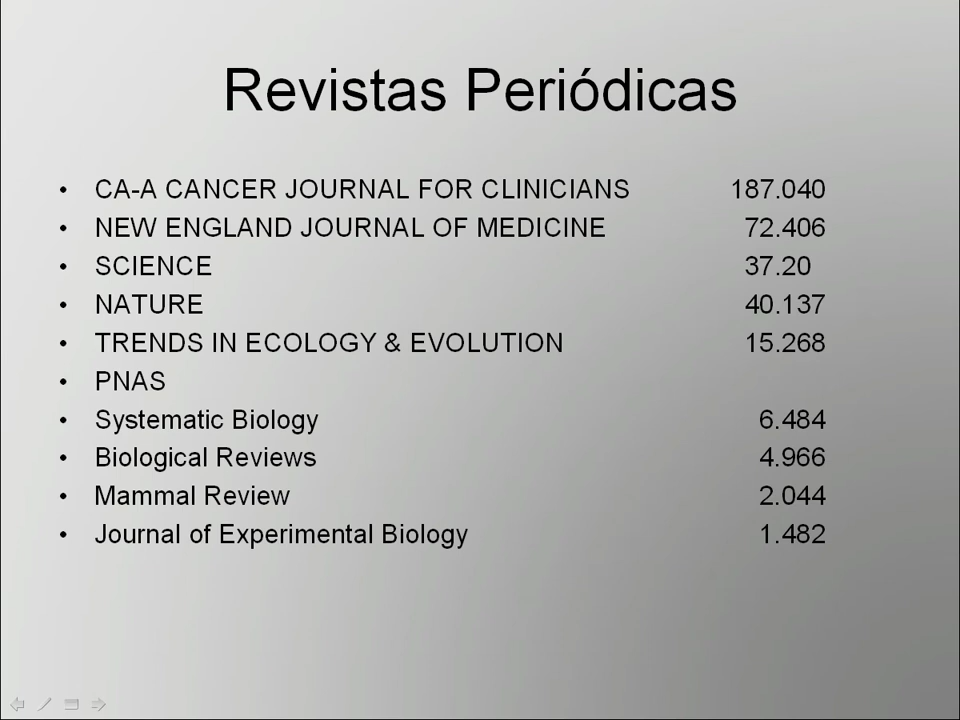 Revistas Periódicas
• CA-A CANCER JOURNAL FOR CLINICIANS 187.040
• NEW ENGLAND JOURNAL OF MEDICINE 72.406
• SCIENCE 37.20
• NATURE 40.137
• TRENDS IN ECOLOGY & EVOLUTION 15.268
• PNAS
• Systematic Biology 6.484
• Biological Reviews 4.966
• Mammal Review 2.044
• Journal of Experimental Biology 1.482